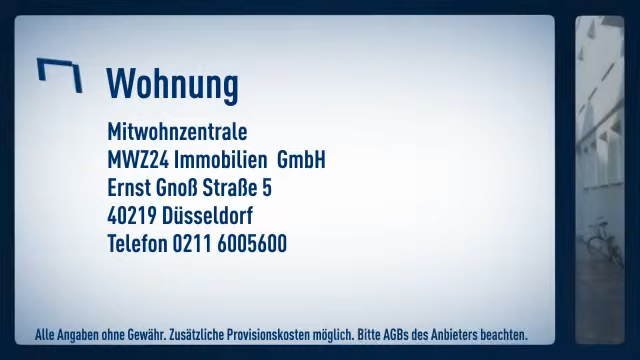 Wohnung
Mitwohnzentrale
MWZ24 Immobilien GmbH
Ernst Gnoß Straße 5
40219 Düsseldorf
Telefon 0211 6005600
Alle Angaben ohne Gewähr. Zusätzliche Provisionskosten möglich. Bitte AGBs des Anbieters beachten.